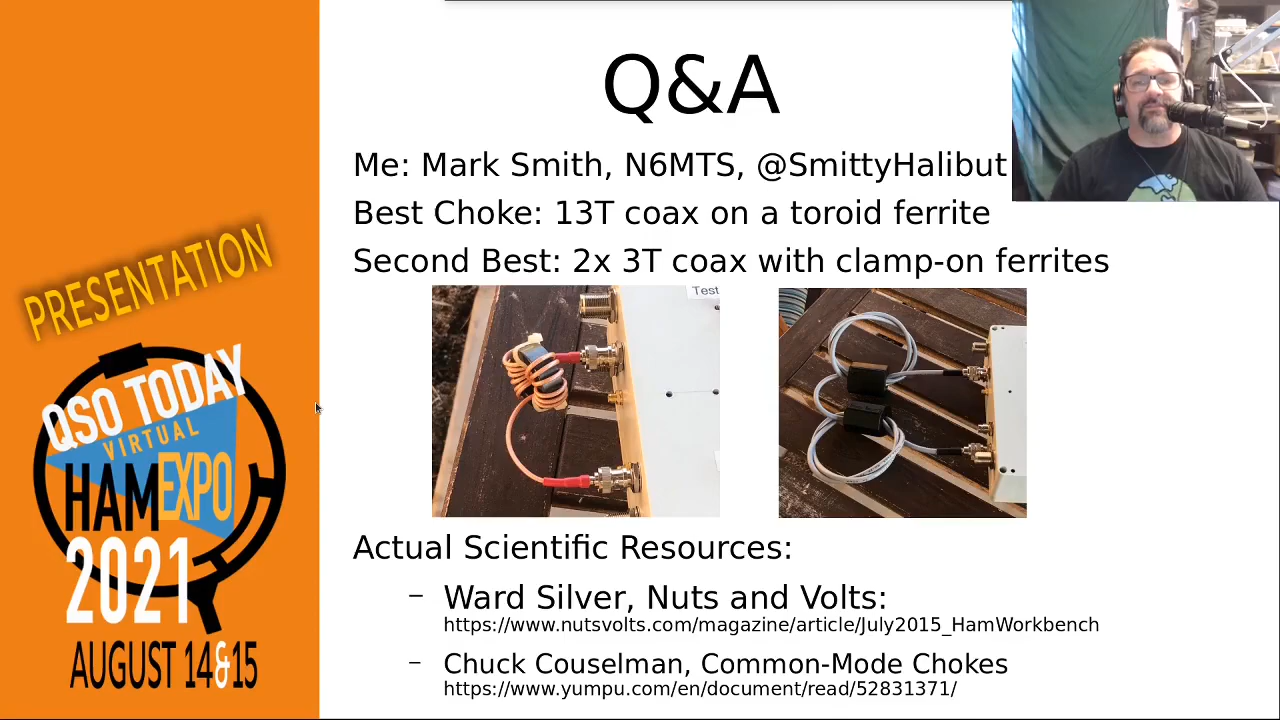 Q&A
Me: Mark Smith, N6MTS, @SmittyHalibut
Best Choke: 13T coax on a toroid ferrite
Second Best: 2x 3T coax with clamp-on ferrites
Test
Actual Scientific Resources:
– Ward Silver, Nuts and Volts:
https://www.nutsvolts.com/magazine/article/July2015_HamWorkbench
– Chuck Couselman, Common-Mode Chokes
https://www.yumpu.com/en/document/read/52831371/
PRESENTATION
QSO TODAY
VIRTUAL
HAMEXPO
2021
AUGUST 14&15